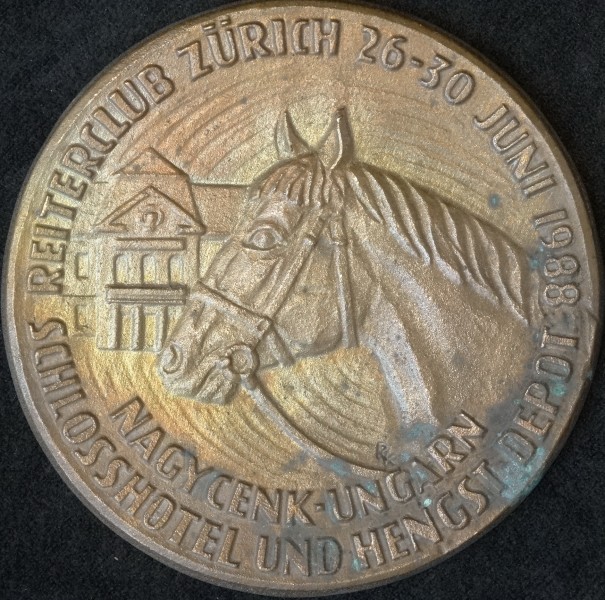 REITERCLUB ZÜRICH 26-30 JUNI 1988
SCHLOSSHOTEL UND HENGST-DEPOT
NAGYCENK-UNGARN